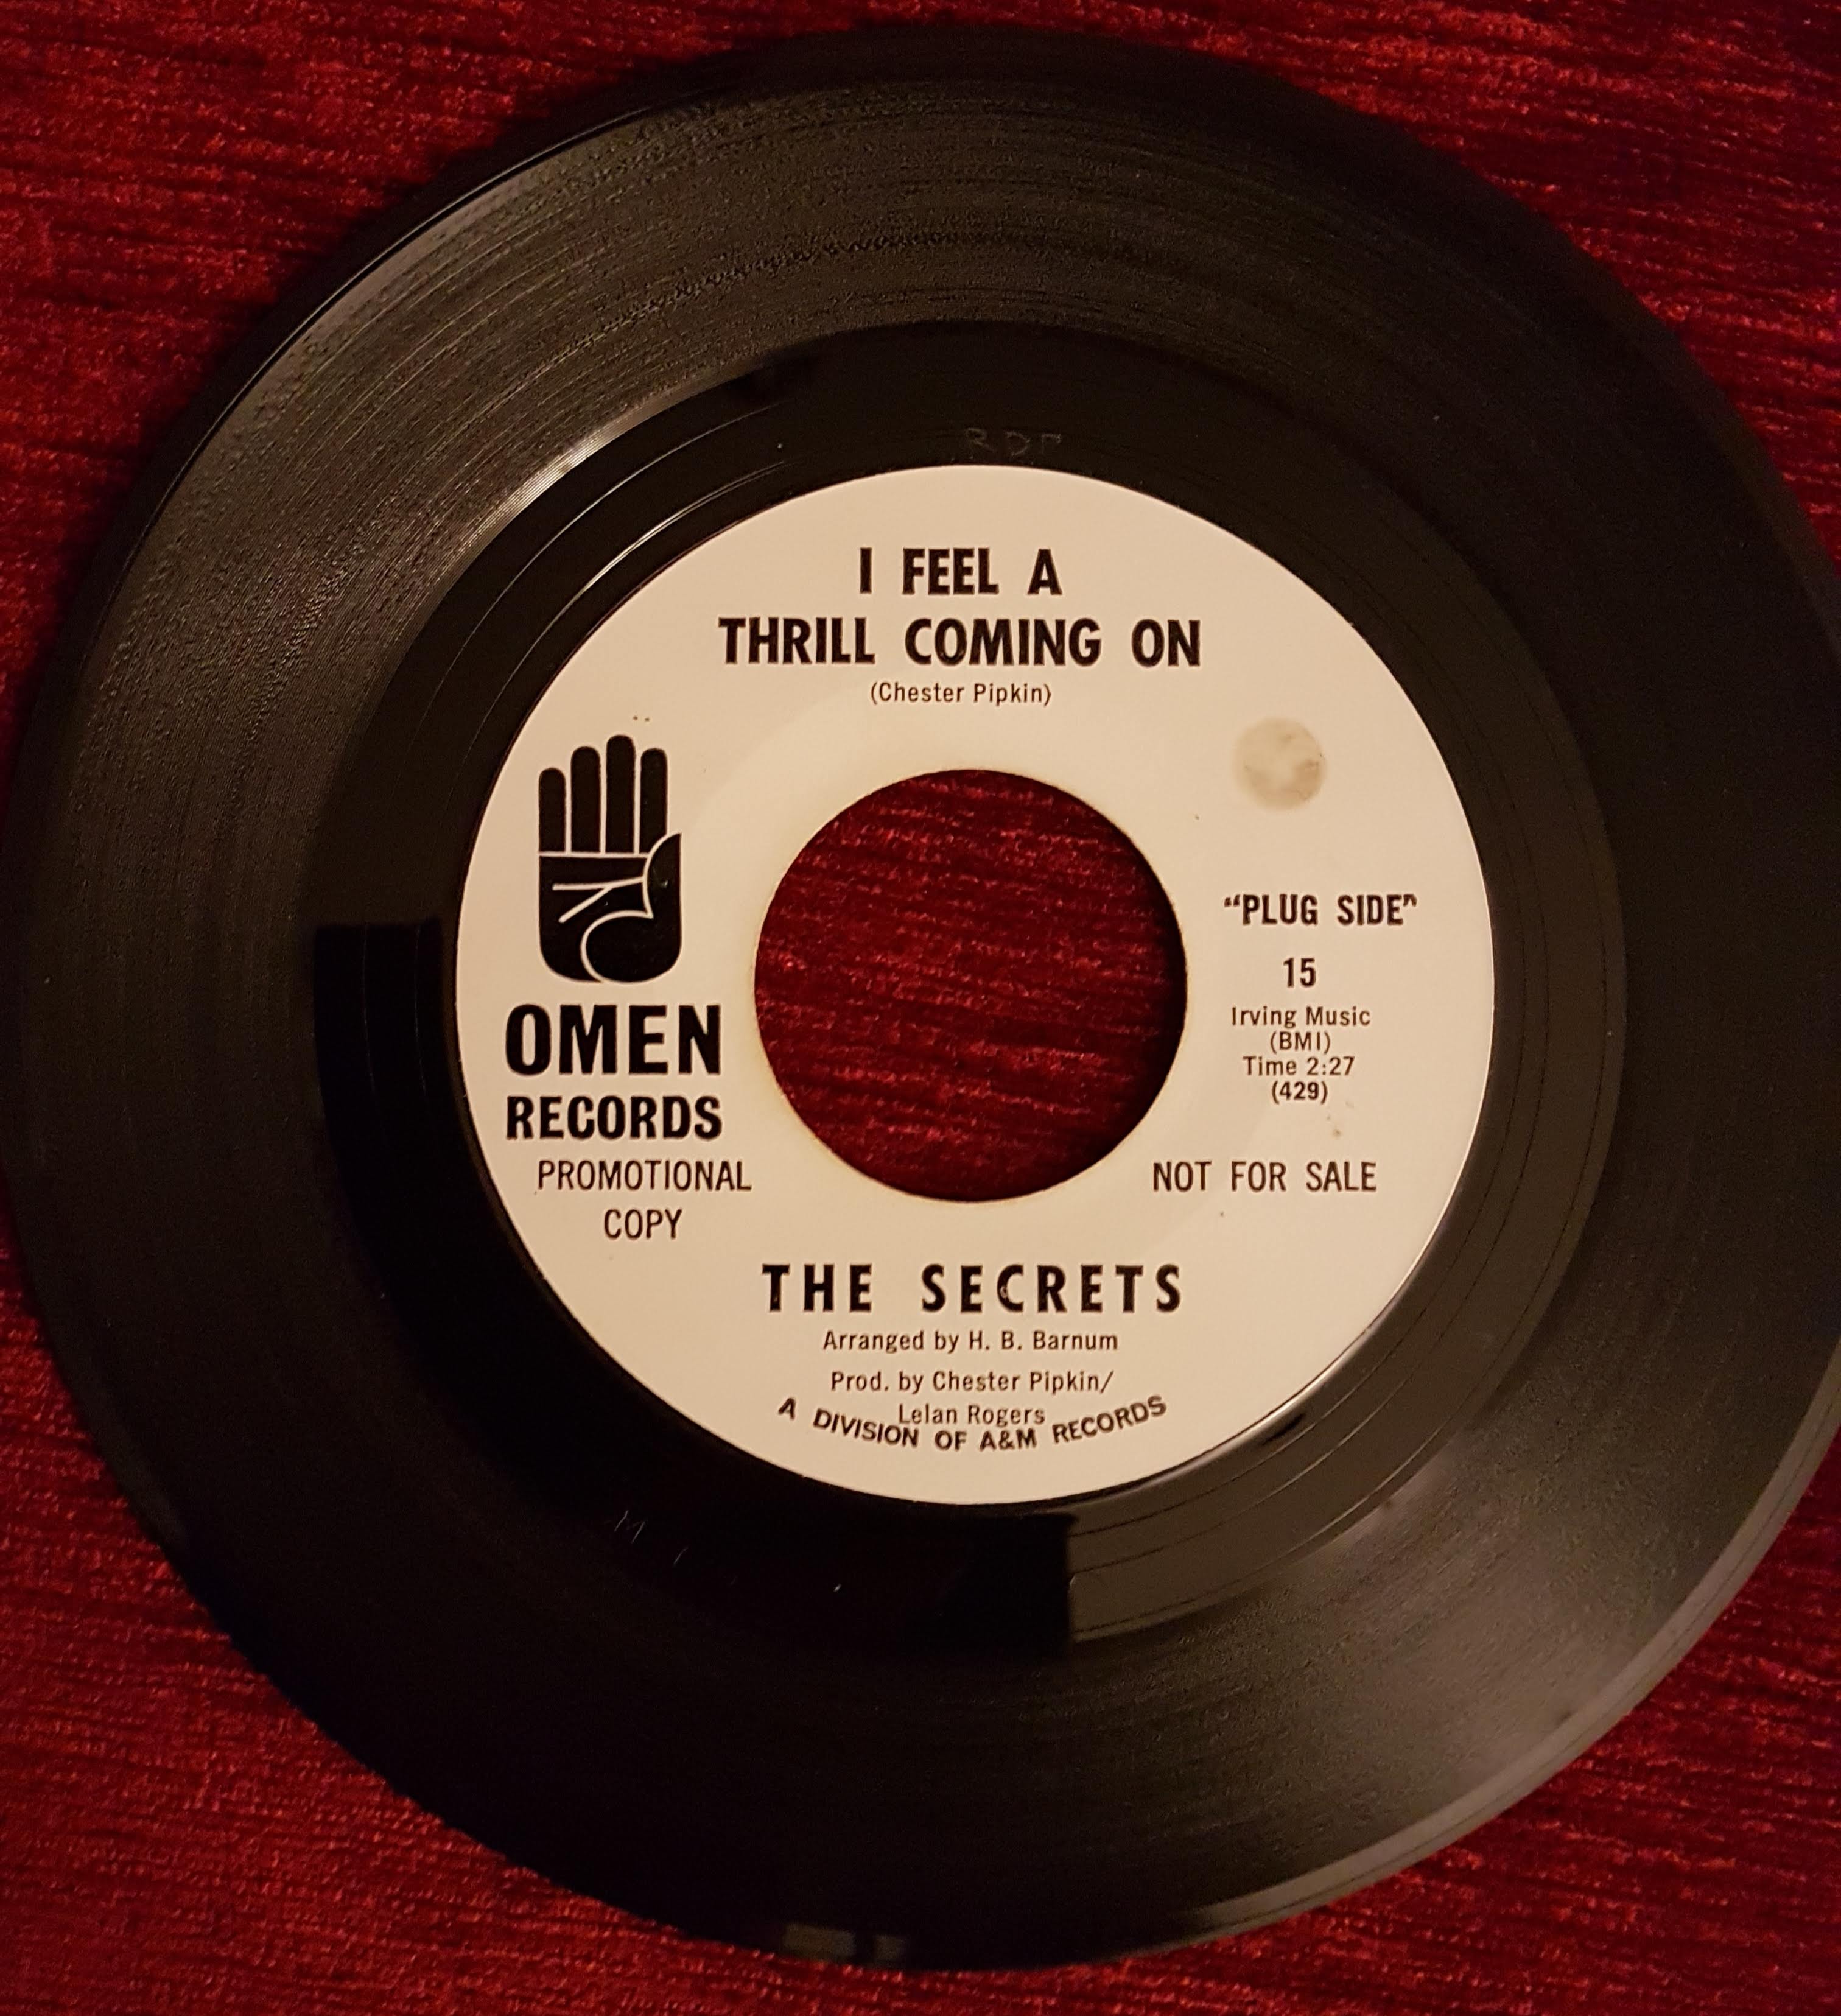 I FEEL A
THRILL COMING ON
(Chester Pipkin)
OMEN
RECORDS
PROMOTIONAL
COPY
“PLUG SIDE”
15
Irving Music
(BMI)
Time 2:27
(429)
NOT FOR SALE
THE SECRETS
Arranged by H. B. Barnum
Prod. by Chester Pipkin/
Lelan Rogers
A DIVISION OF A&M RECORDS